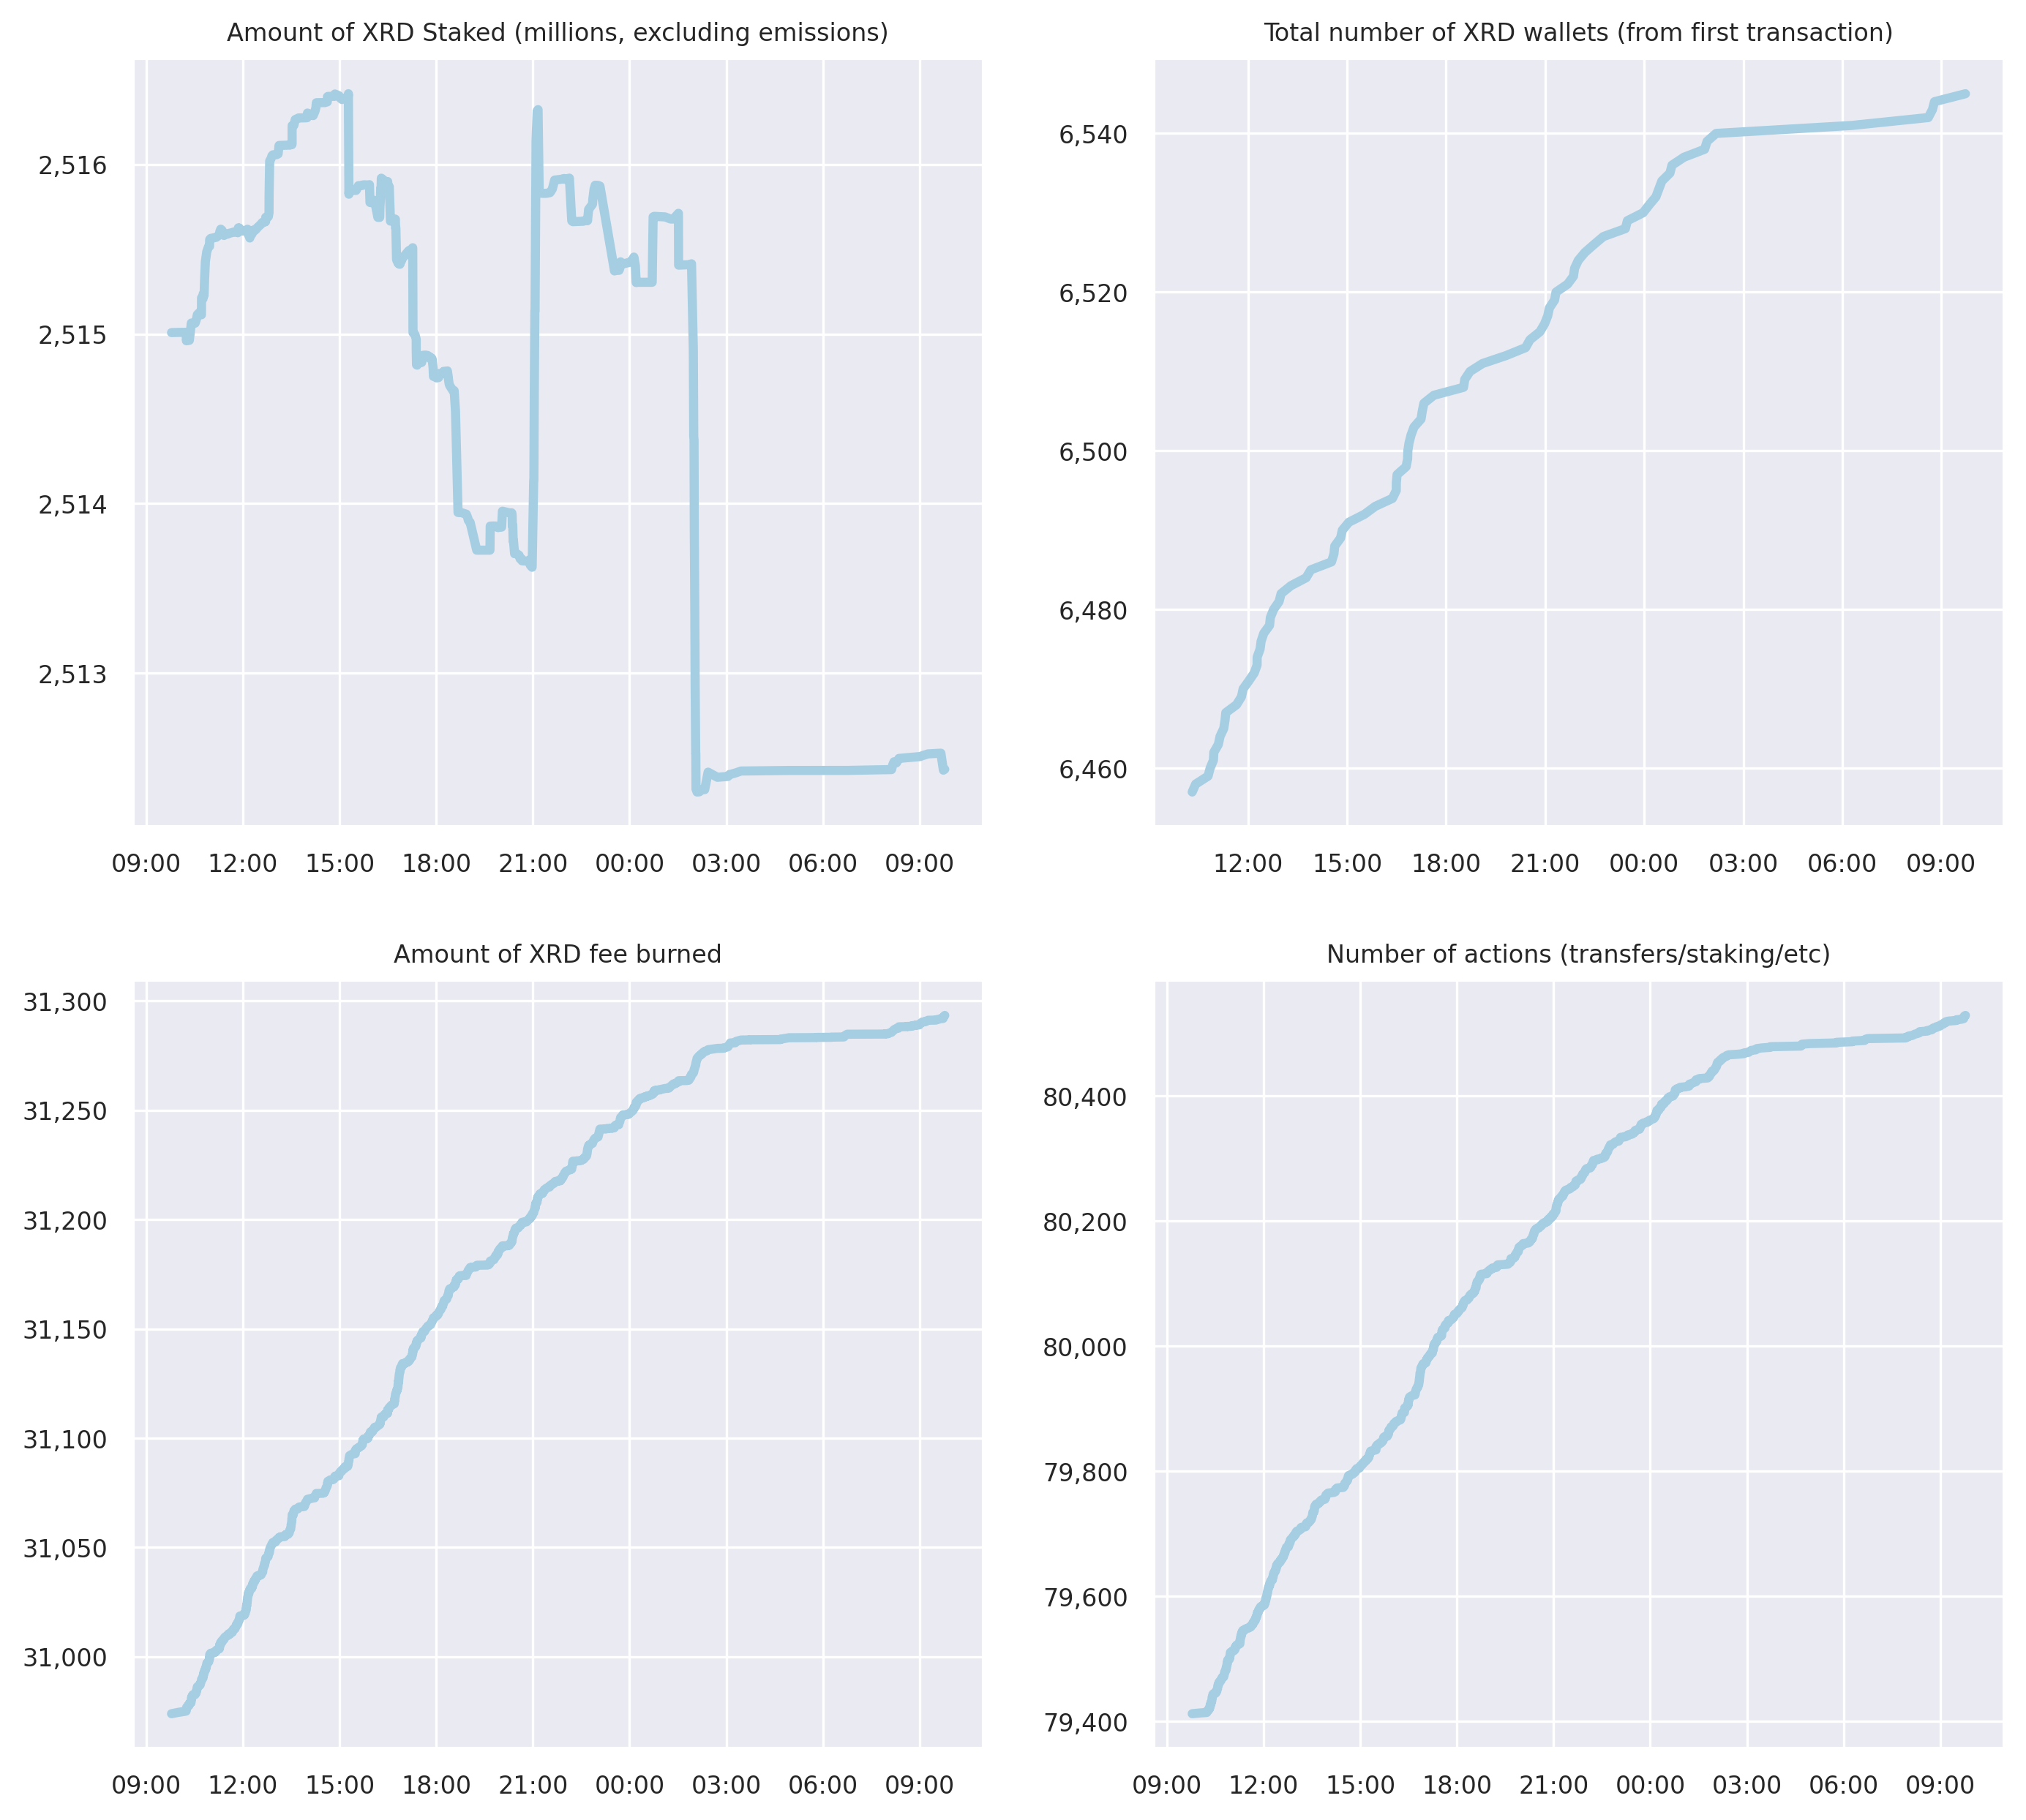 Amount of XRD Staked (millions, excluding emissions)
2,516
2,515
2,514
2,513
09:00 12:00 15:00 18:00 21:00 00:00 03:00 06:00 09:00
Total number of XRD wallets (from first transaction)
6,540
6,520
6,500
6,480
6,460
12:00 15:00 18:00 21:00 00:00 03:00 06:00 09:00
Amount of XRD fee burned
31,300
31,250
31,200
31,150
31,100
31,050
31,000
09:00 12:00 15:00 18:00 21:00 00:00 03:00 06:00 09:00
Number of actions (transfers/staking/etc)
80,400
80,200
80,000
79,800
79,600
79,400
09:00 12:00 15:00 18:00 21:00 00:00 03:00 06:00 09:00